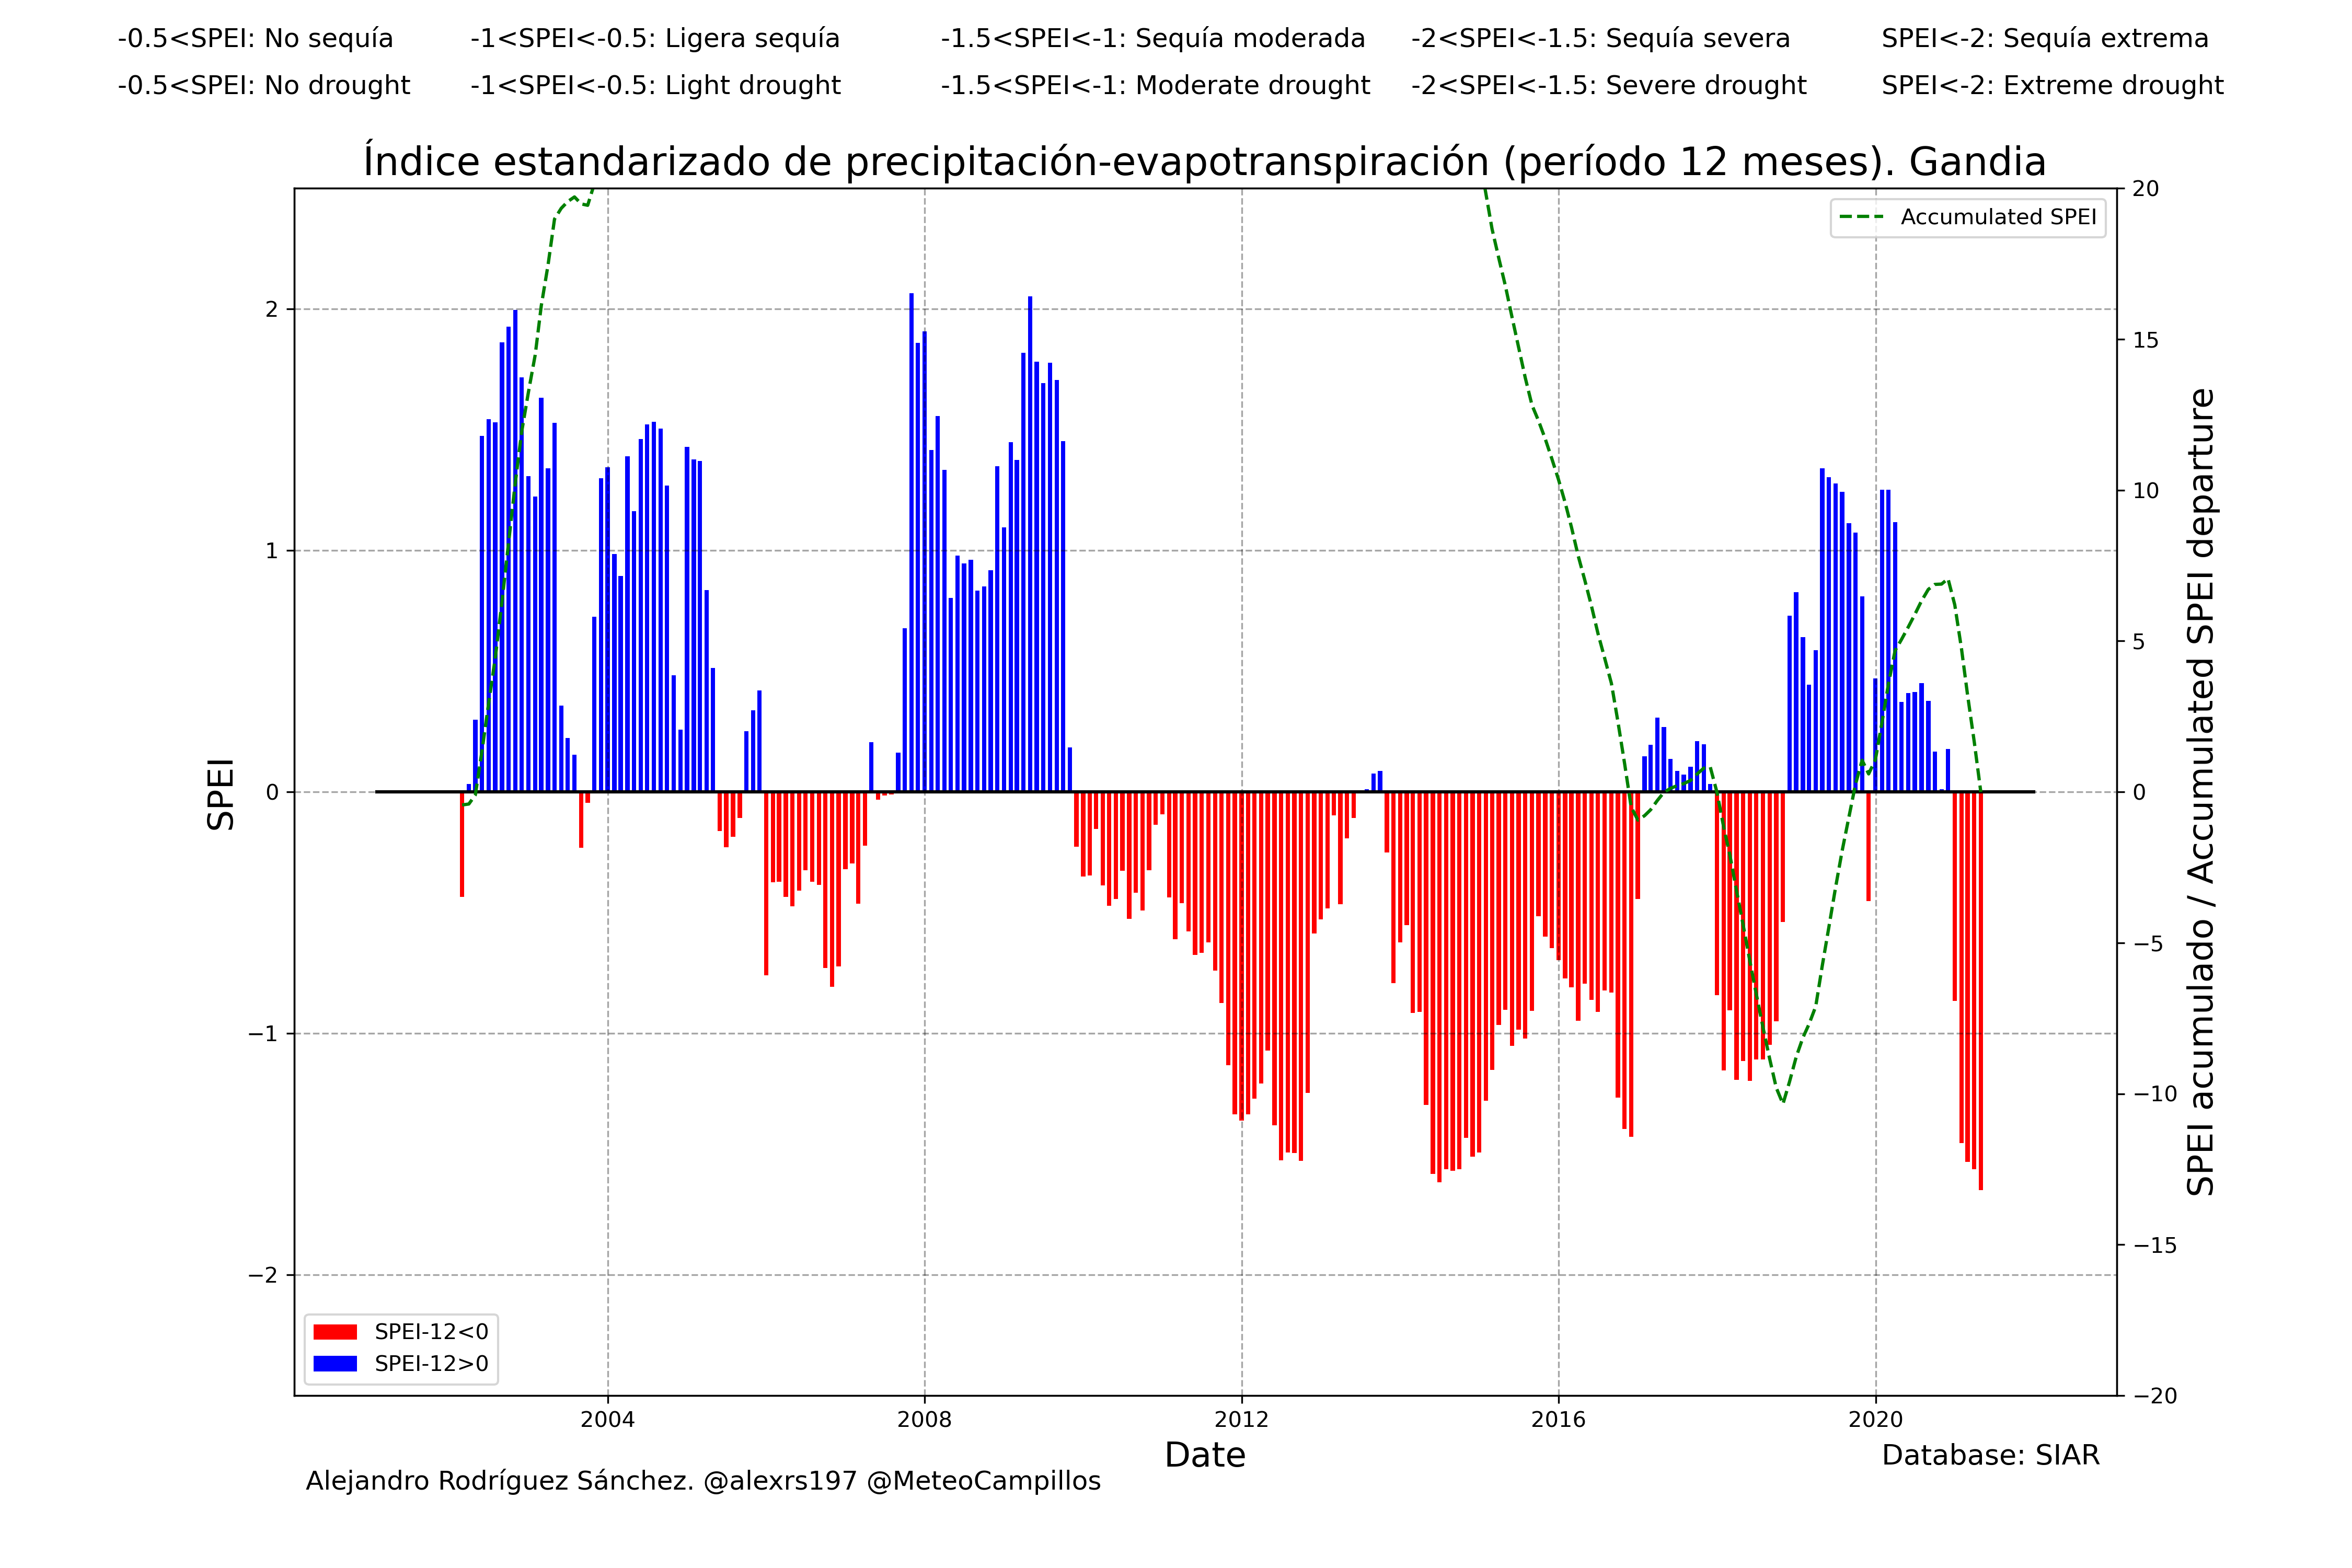 -0.5<SPEI: No sequía -1<SPEI<-0.5: Ligera sequía -1.5<SPEI<-1: Sequía moderada -2<SPEI<-1.5: Sequía severa SPEI<-2: Sequía extrema
-0.5<SPEI: No drought -1<SPEI<-0.5: Light drought -1.5<SPEI<-1: Moderate drought -2<SPEI<-1.5: Severe drought SPEI<-2: Extreme drought
Índice estandarizado de precipitación-evapotranspiración (período 12 meses). Gandia
Accumulated SPEI
SPEI
2
1
0
−1
−2
20
15
10
5
0
−5
−10
−15
−20
SPEI acumulado / Accumulated SPEI departure
SPEI-12<0
SPEI-12>0
2004 2008 2012 2016 2020
Date
Database: SIAR
Alejandro Rodríguez Sánchez. @alexrs197 @MeteoCampillos